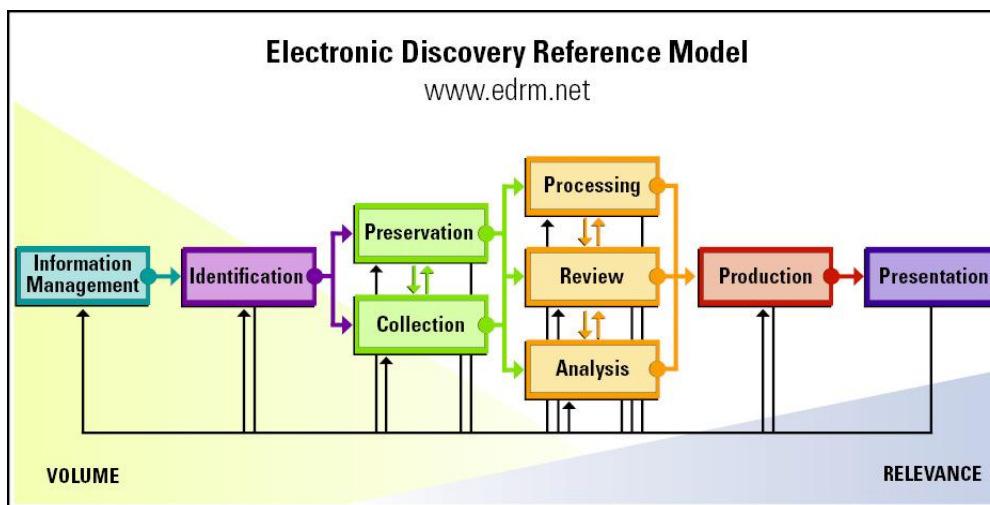 Electronic Discovery Reference Model
www.edrm.net
Information
Management
Identification
Preservation
Collection
Processing
Review
Analysis
Production
Presentation
VOLUME
RELEVANCE